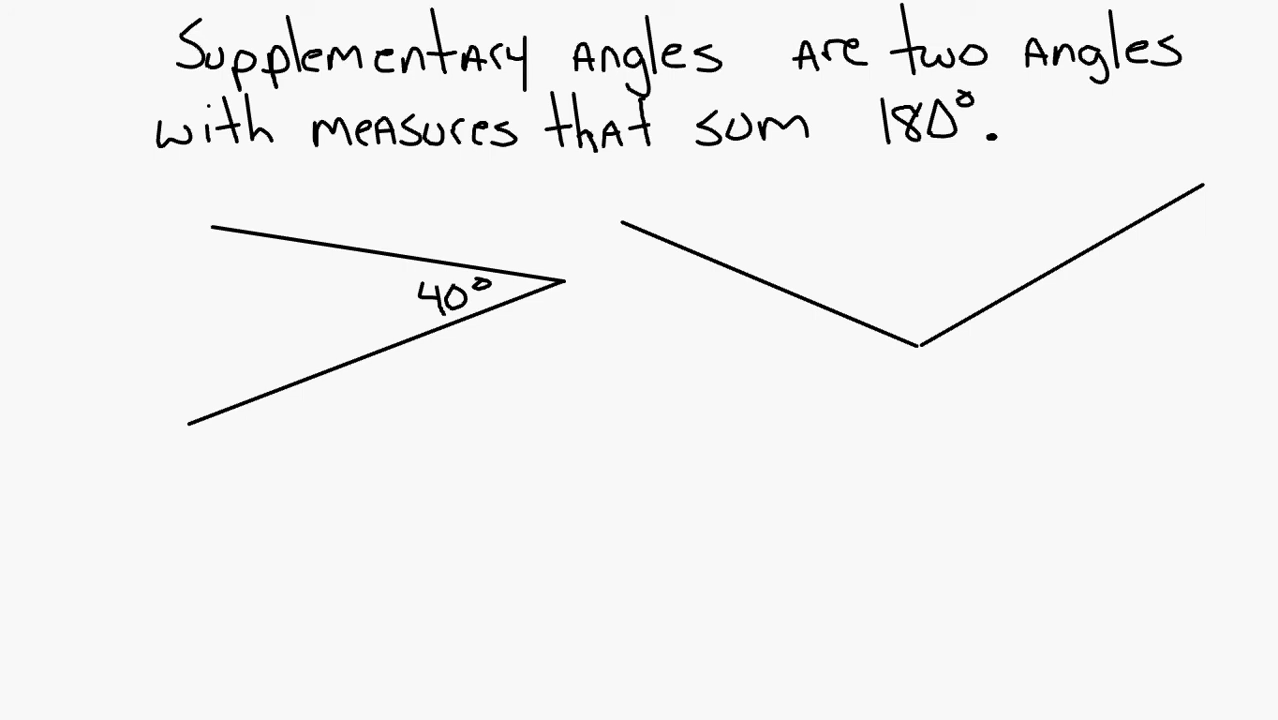 Supplementary angles are two angles
with measures that sum 180°.
40°